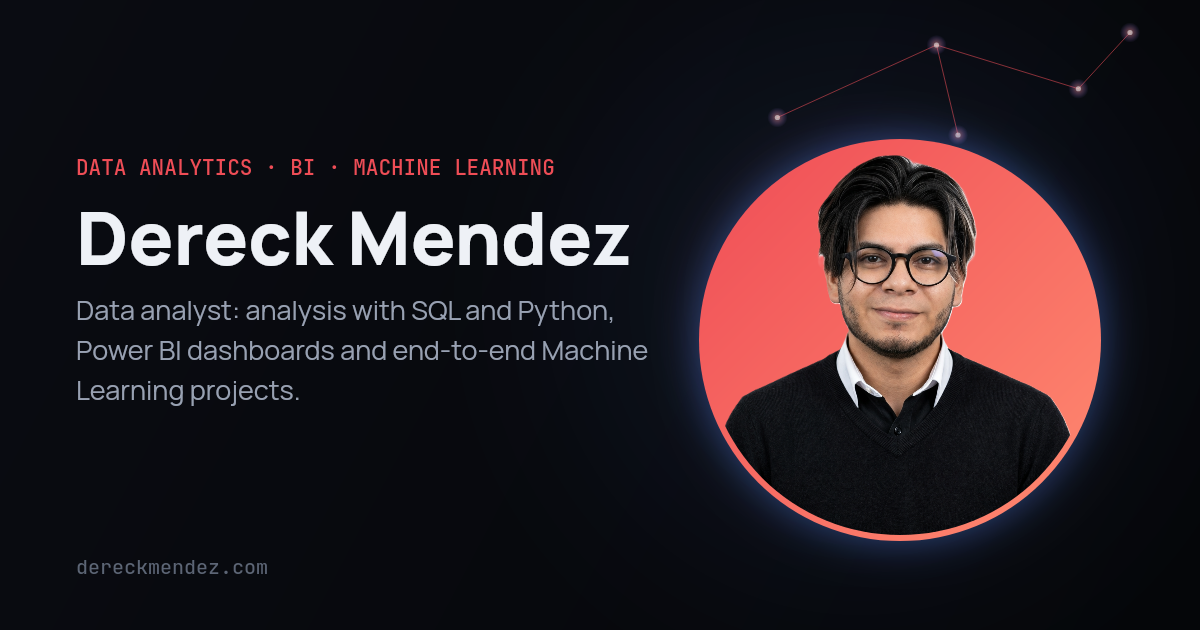 DATA ANALYTICS · BI · MACHINE LEARNING
Dereck Mendez
Data analyst: analysis with SQL and Python,
Power BI dashboards and end-to-end Machine
Learning projects.
dereckmendez.com